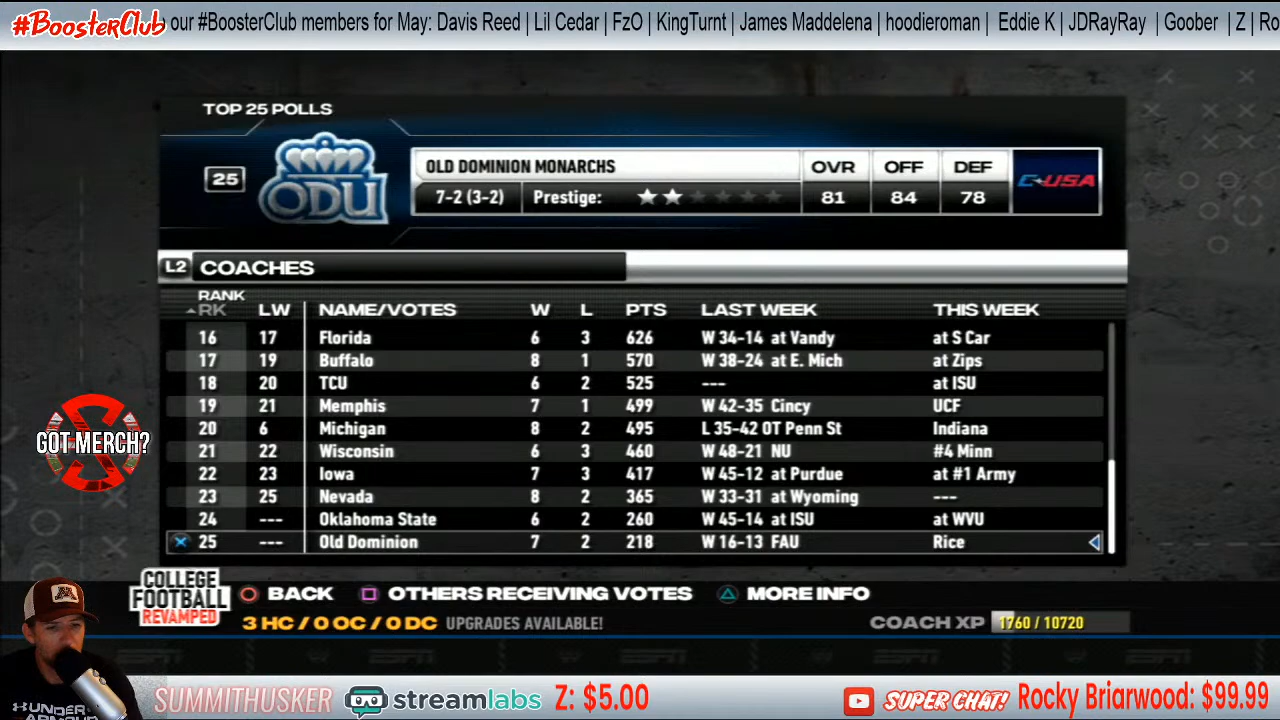 #BoosterClub our #BoosterClub members for May: Davis Reed | Lil Cedar | FzO | KingTurnt | James Maddelena | hoodieroman | Eddie K | JDRayRay | Goober | Z | Ro
TOP 25 POLLS
25 ODU OLD DOMINION MONARCHS OVR OFF DEF C-USA
7-2 (3-2) Prestige: 81 84 78
L2 COACHES
RANK
RK LW NAME/VOTES W L PTS LAST WEEK THIS WEEK
16 17 Florida 6 3 626 W 34-14 at Vandy at S Car
17 19 Buffalo 8 1 570 W 38-24 at E. Mich at Zips
18 20 TCU 6 2 525 --- at ISU
19 21 Memphis 7 1 499 W 42-35 Cincy UCF
20 6 Michigan 8 2 495 L 35-42 OT Penn St Indiana
21 22 Wisconsin 6 3 460 W 48-21 NU #4 Minn
22 23 Iowa 7 3 417 W 45-12 at Purdue at #1 Army
23 25 Nevada 8 2 365 W 33-31 at Wyoming ---
24 --- Oklahoma State 6 2 260 W 45-14 at ISU at WVU
25 --- Old Dominion 7 2 218 W 16-13 FAU Rice
GOT MERCH?
COLLEGE FOOTBALL REVAMPED
BACK OTHERS RECEIVING VOTES MORE INFO
3 HC / 0 OC / 0 DC UPGRADES AVAILABLE! COACH XP 1760 / 10720
UNDER ARMOUR
SUMMITHUSKER streamlabs Z: $5.00 SUPER CHAT! Rocky Briarwood: $99.99